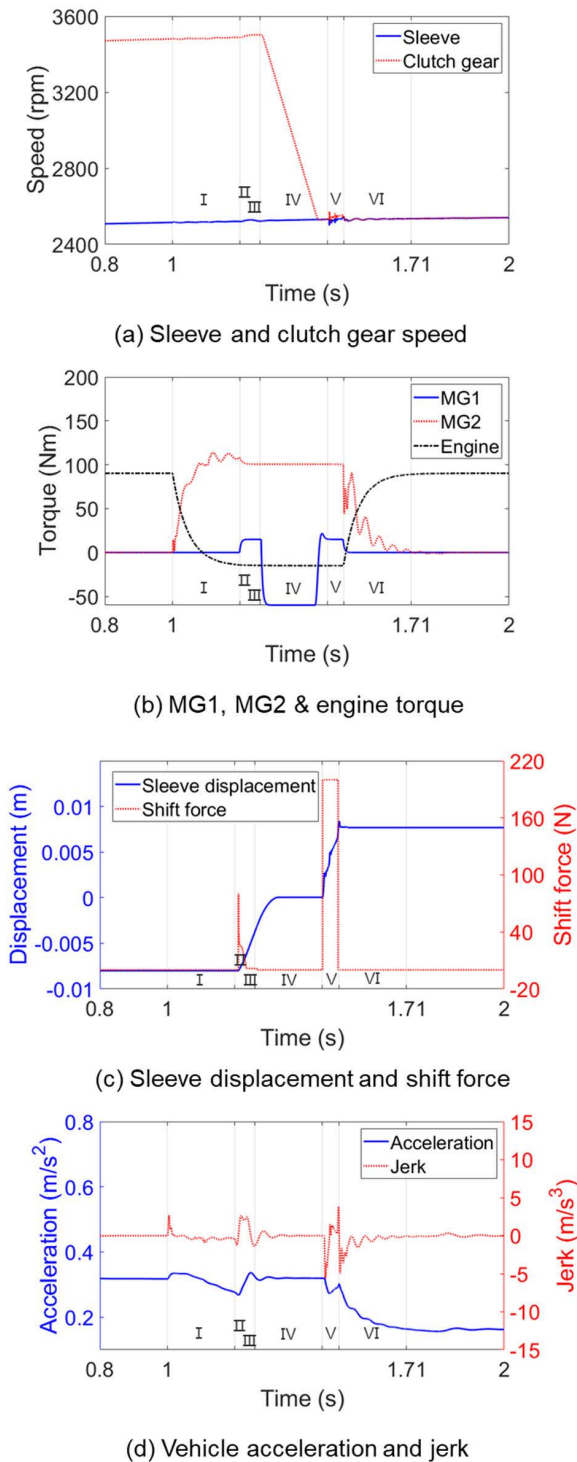 3600
3200
2800
2400
Speed (rpm)
Sleeve
Clutch gear
I
II
III
IV
V
VI
0.8
1
1.71
2
Time (s)
(a) Sleeve and clutch gear speed
200
150
100
50
0
-50
Torque (Nm)
MG1
MG2
Engine
I
II
III
IV
V
VI
0.8
1
1.71
2
Time (s)
(b) MG1, MG2 & engine torque
0.01
0.005
0
-0.005
-0.01
Displacement (m)
Sleeve displacement
Shift force
220
160
100
40
-20
Shift force (N)
I
II
III
IV
V
VI
0.8
1
1.71
2
Time (s)
(c) Sleeve displacement and shift force
0.8
0.6
0.4
0.2
Acceleration (m/s²)
Acceleration
Jerk
15
10
5
0
-5
-10
-15
Jerk (m/s³)
I
II
III
IV
V
VI
0.8
1
1.71
2
Time (s)
(d) Vehicle acceleration and jerk